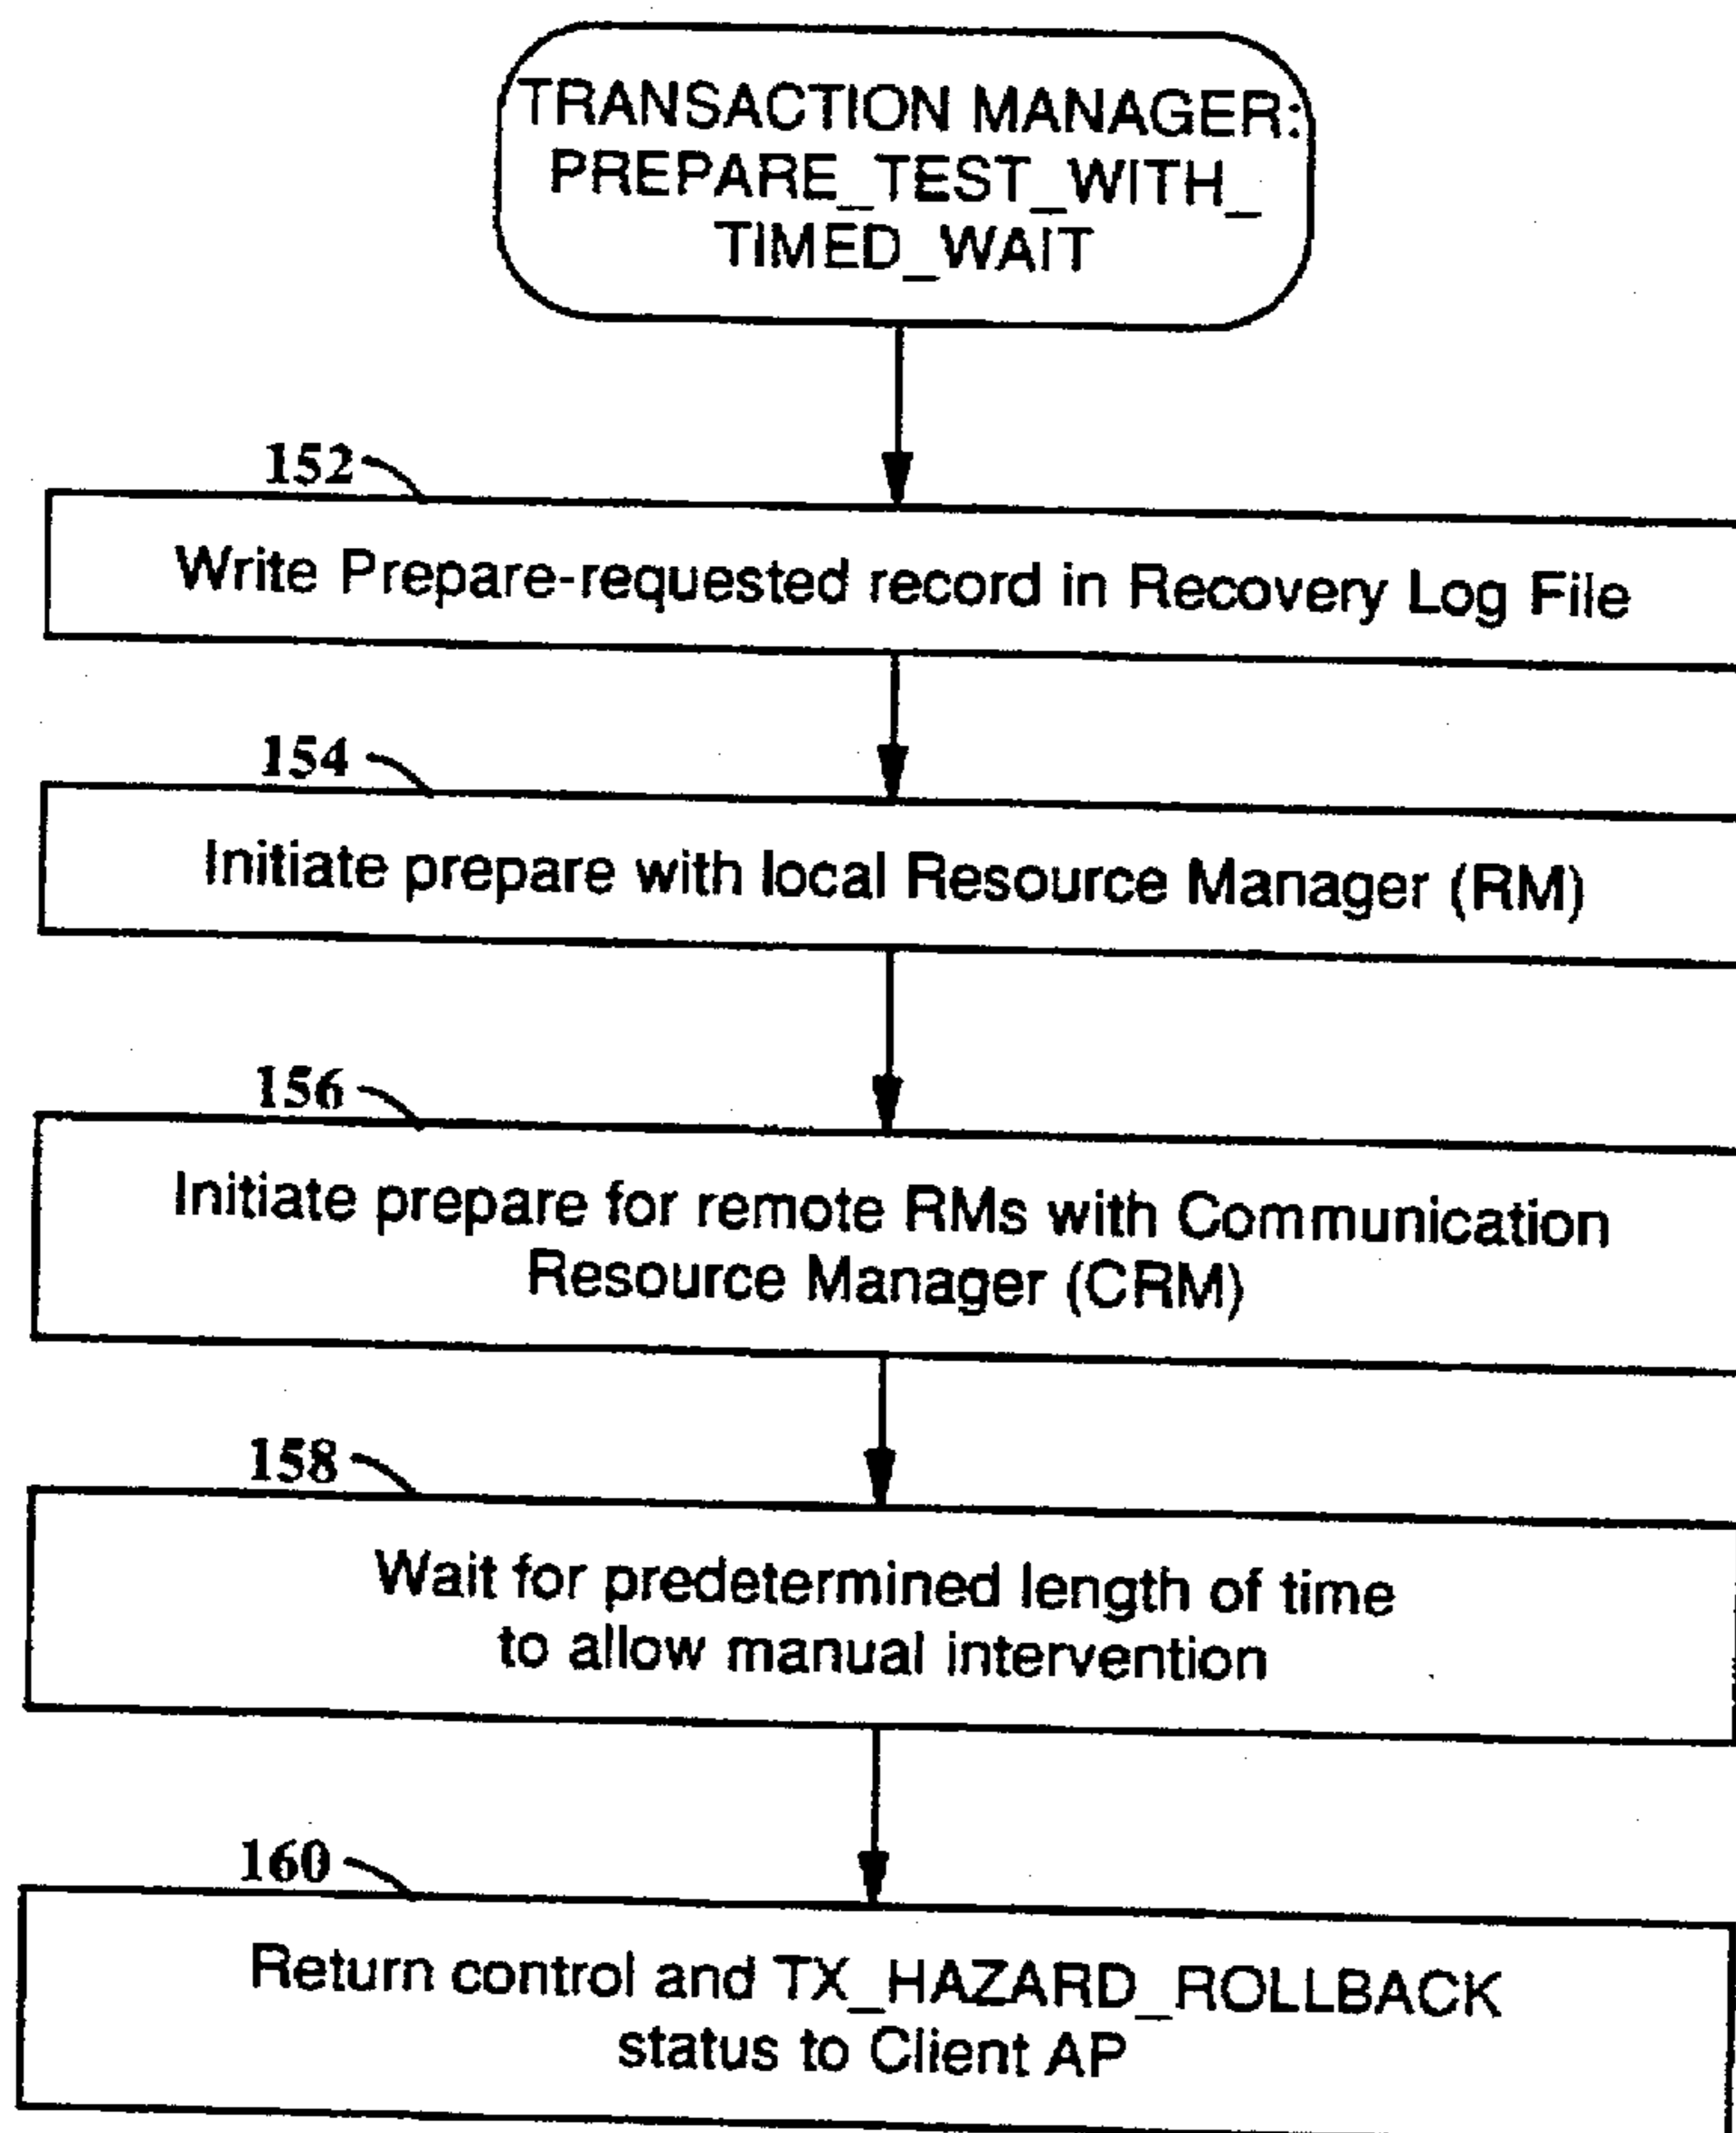 TRANSACTION MANAGER:
PREPARE_TEST_WITH_
TIMED_WAIT
152
Write Prepare-requested record in Recovery Log File
154
Initiate prepare with local Resource Manager (RM)
156
Initiate prepare for remote RMs with Communication
Resource Manager (CRM)
158
Wait for predetermined length of time
to allow manual intervention
160
Return control and TX_HAZARD_ROLLBACK
status to Client AP